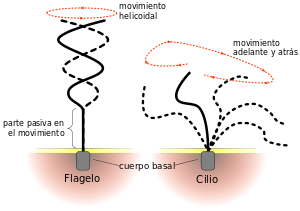 movimiento
helicoidal
movimiento
adelante y atrás
parte pasiva en
el movimiento
cuerpo basal
Flagelo
Cilio